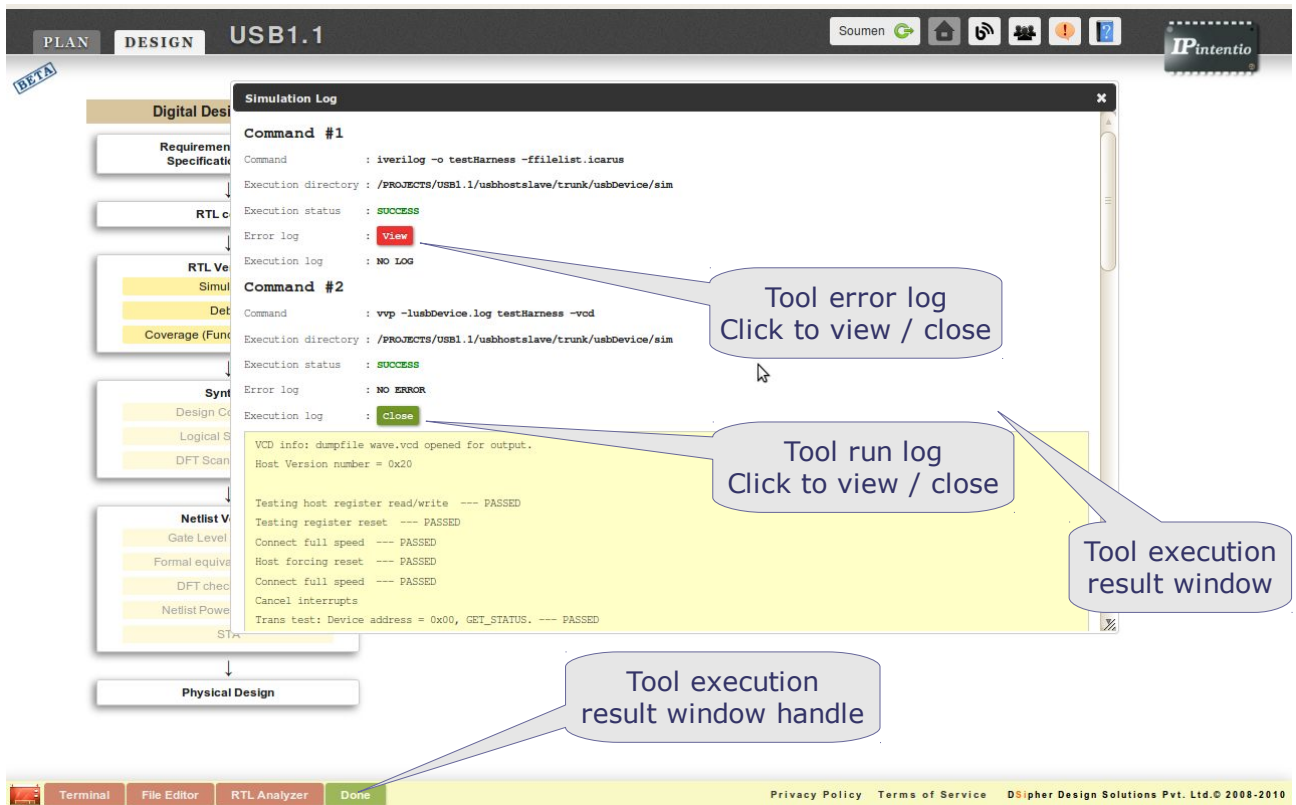 PLAN
DESIGN
USB1.1
Soumen
IPintentio
BETA
Digital Desi
Requiremen
Specificatio
RTL c
RTL Ve
Simul
Deb
Coverage (Func
Synt
Design Co
Logical S
DFT Scan
Netlist V
Gate Level
Formal equiva
DFT chec
Netlist Powe
STA
Physical Design
Simulation Log
Command #1
Command : iverilog -o testHarness -ffilelist.icarus
Execution directory : /PROJECTS/USB1.1/usbhostslave/trunk/usbDevice/sim
Execution status : SUCCESS
Error log : View
Execution log : NO LOG
Command #2
Command : vvp -lusbDevice.log testHarness -vcd
Execution directory : /PROJECTS/USB1.1/usbhostslave/trunk/usbDevice/sim
Execution status : SUCCESS
Error log : NO ERROR
Execution log : Close
VCD info: dumpfile wave.vcd opened for output.
Host Version number = 0x20
Testing host register read/write --- PASSED
Testing register reset --- PASSED
Connect full speed --- PASSED
Host forcing reset --- PASSED
Connect full speed --- PASSED
Cancel interrupts
Trans test: Device address = 0x00, GET_STATUS. --- PASSED
Tool error log
Click to view / close
Tool run log
Click to view / close
Tool execution
result window
Tool execution
result window handle
Terminal
File Editor
RTL Analyzer
Done
Privacy Policy Terms of Service DSipher Design Solutions Pvt. Ltd.© 2008-2010